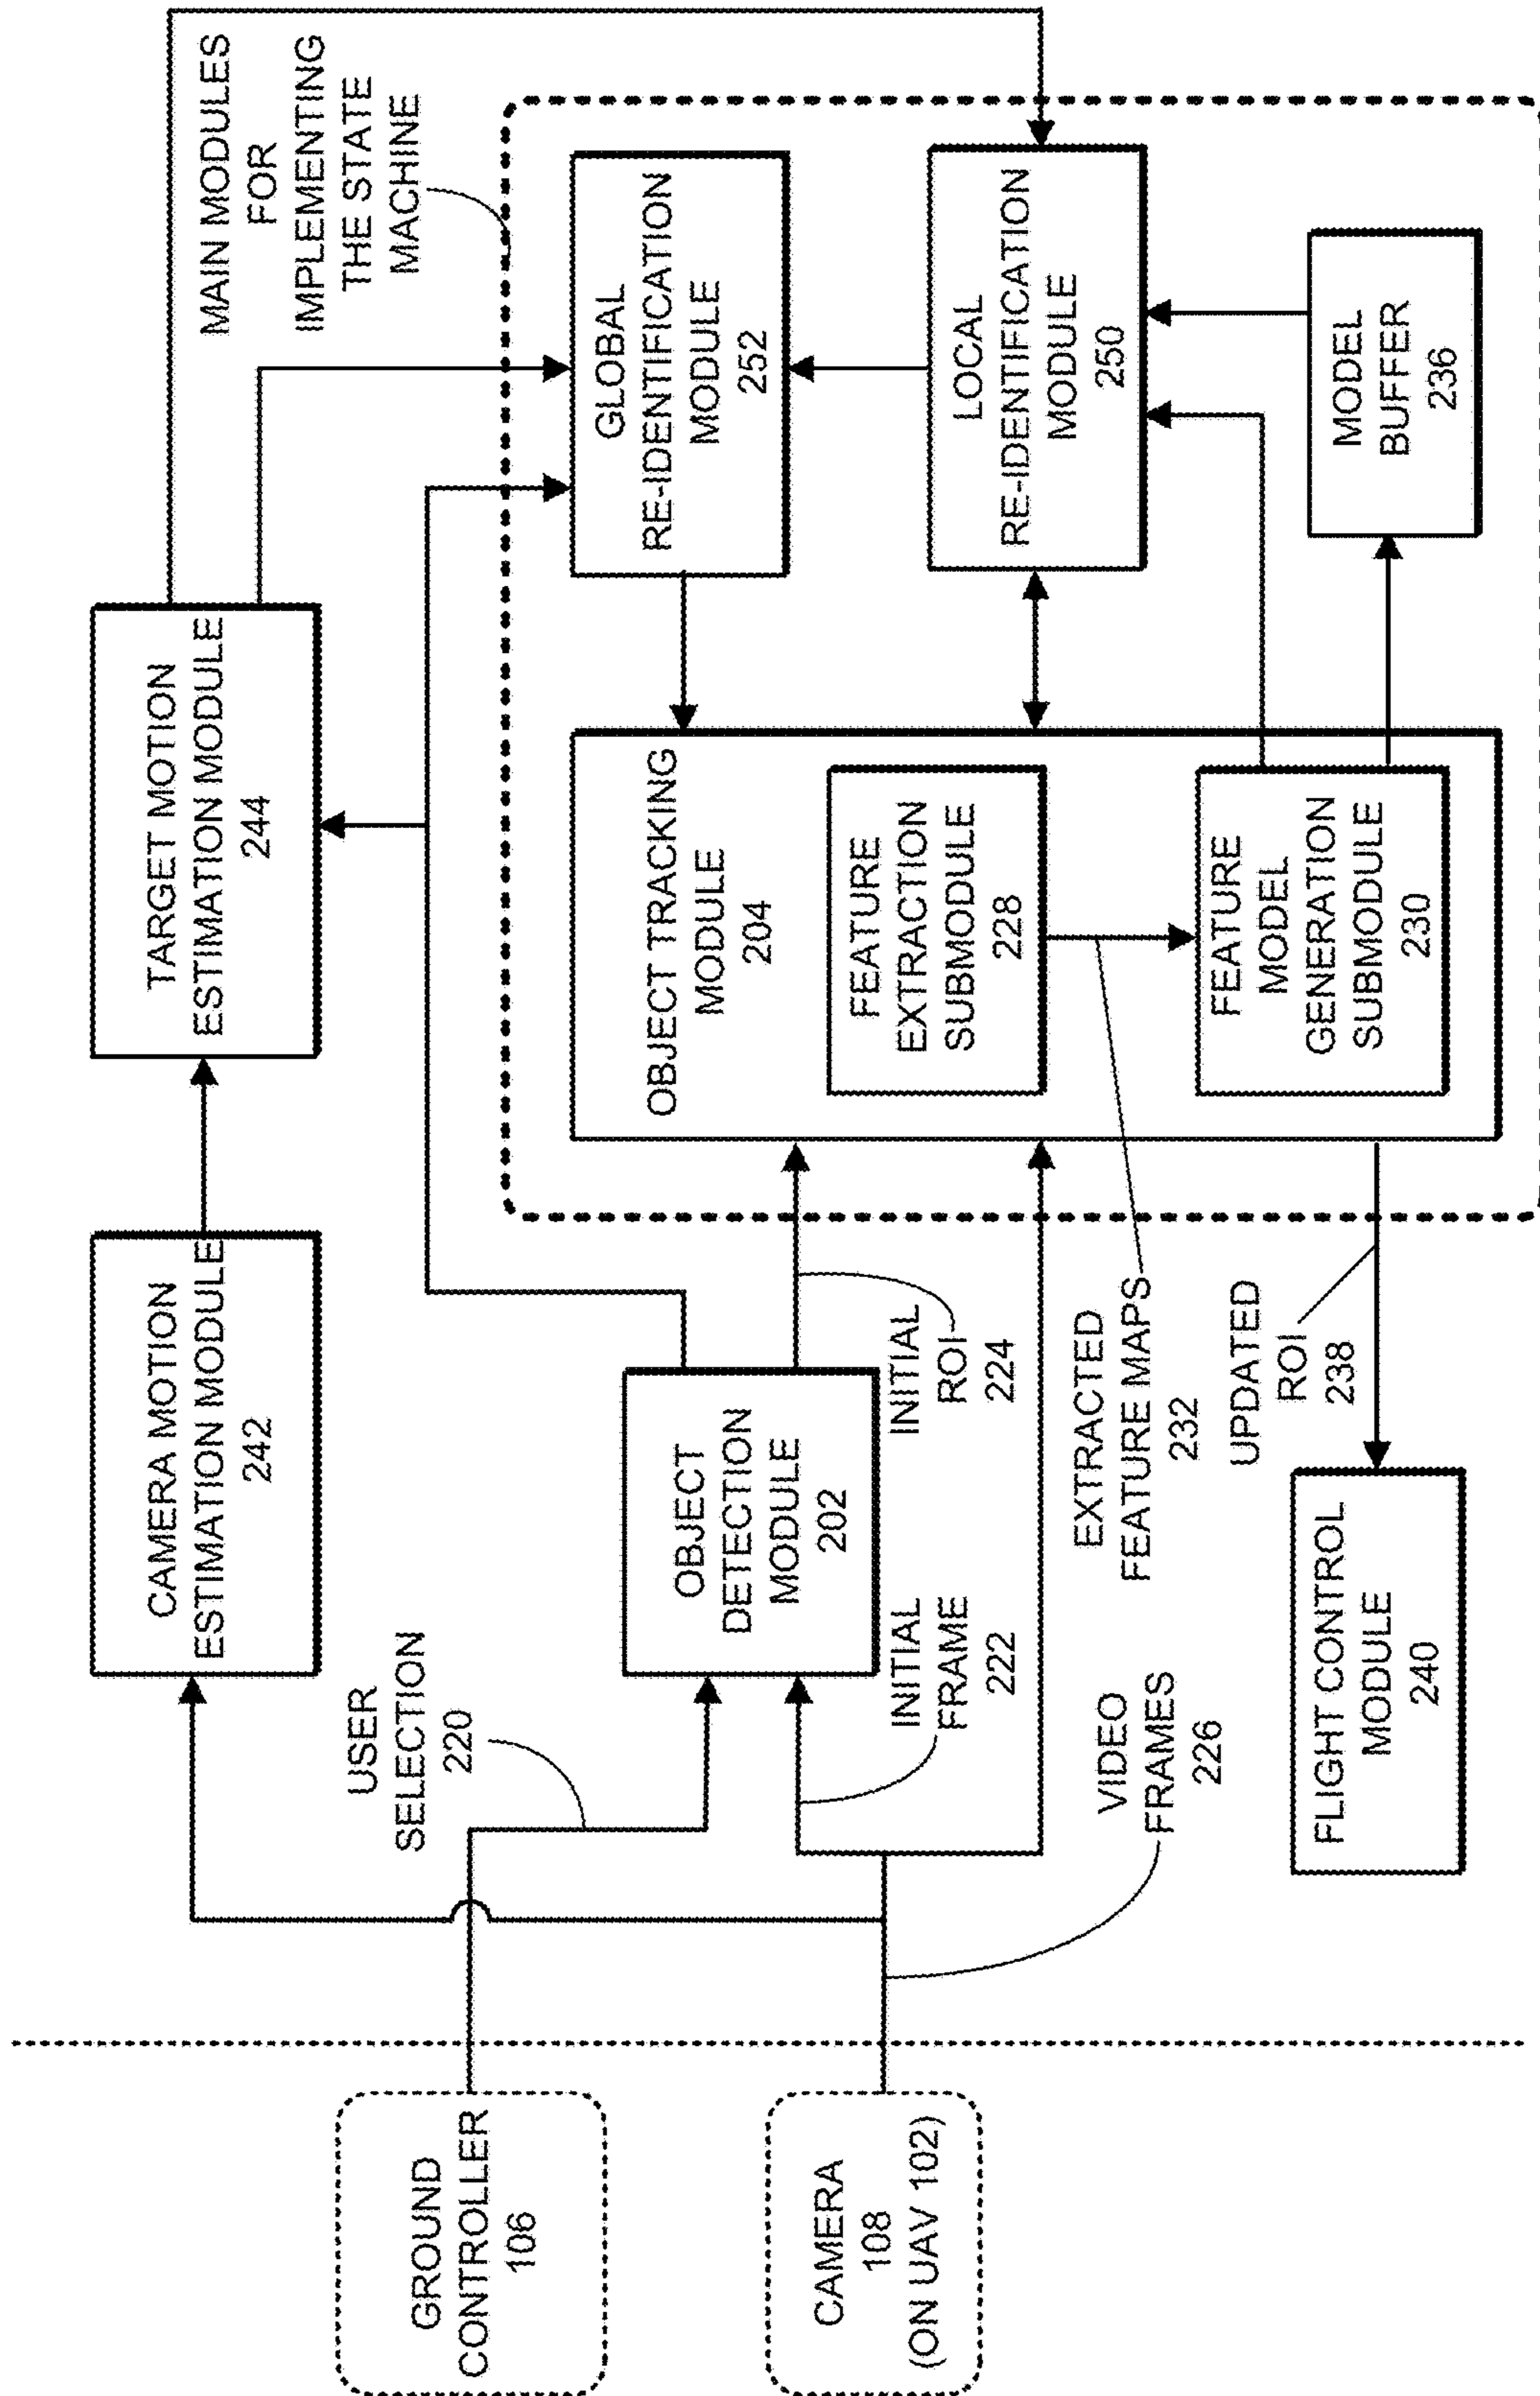 GROUND
CONTROLLER
106
CAMERA
108
(ON UAV 102)
USER
SELECTION
220
INITIAL
FRAME
222
VIDEO
FRAMES
226
CAMERA MOTION
ESTIMATION MODULE
242
OBJECT
DETECTION
MODULE
202
INITIAL
ROI
224
EXTRACTED
FEATURE MAPS
232
UPDATED
ROI
238
FLIGHT CONTROL
MODULE
240
TARGET MOTION
ESTIMATION MODULE
244
OBJECT TRACKING
MODULE
204
FEATURE
EXTRACTION
SUBMODULE
228
FEATURE
MODEL
GENERATION
SUBMODULE
230
MAIN MODULES
FOR
IMPLEMENTING
THE STATE
MACHINE
GLOBAL
RE-IDENTIFICATION
MODULE
252
LOCAL
RE-IDENTIFICATION
MODULE
250
MODEL
BUFFER
236